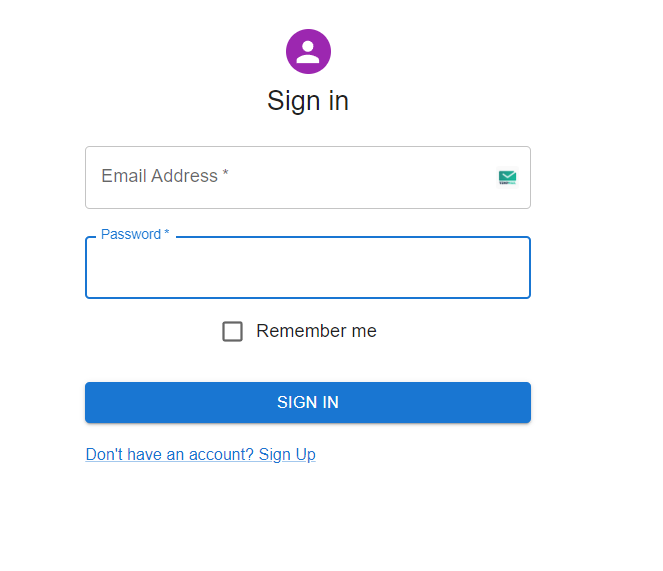 Sign in
Email Address *
Password *
Remember me
SIGN IN
Don't have an account? Sign Up